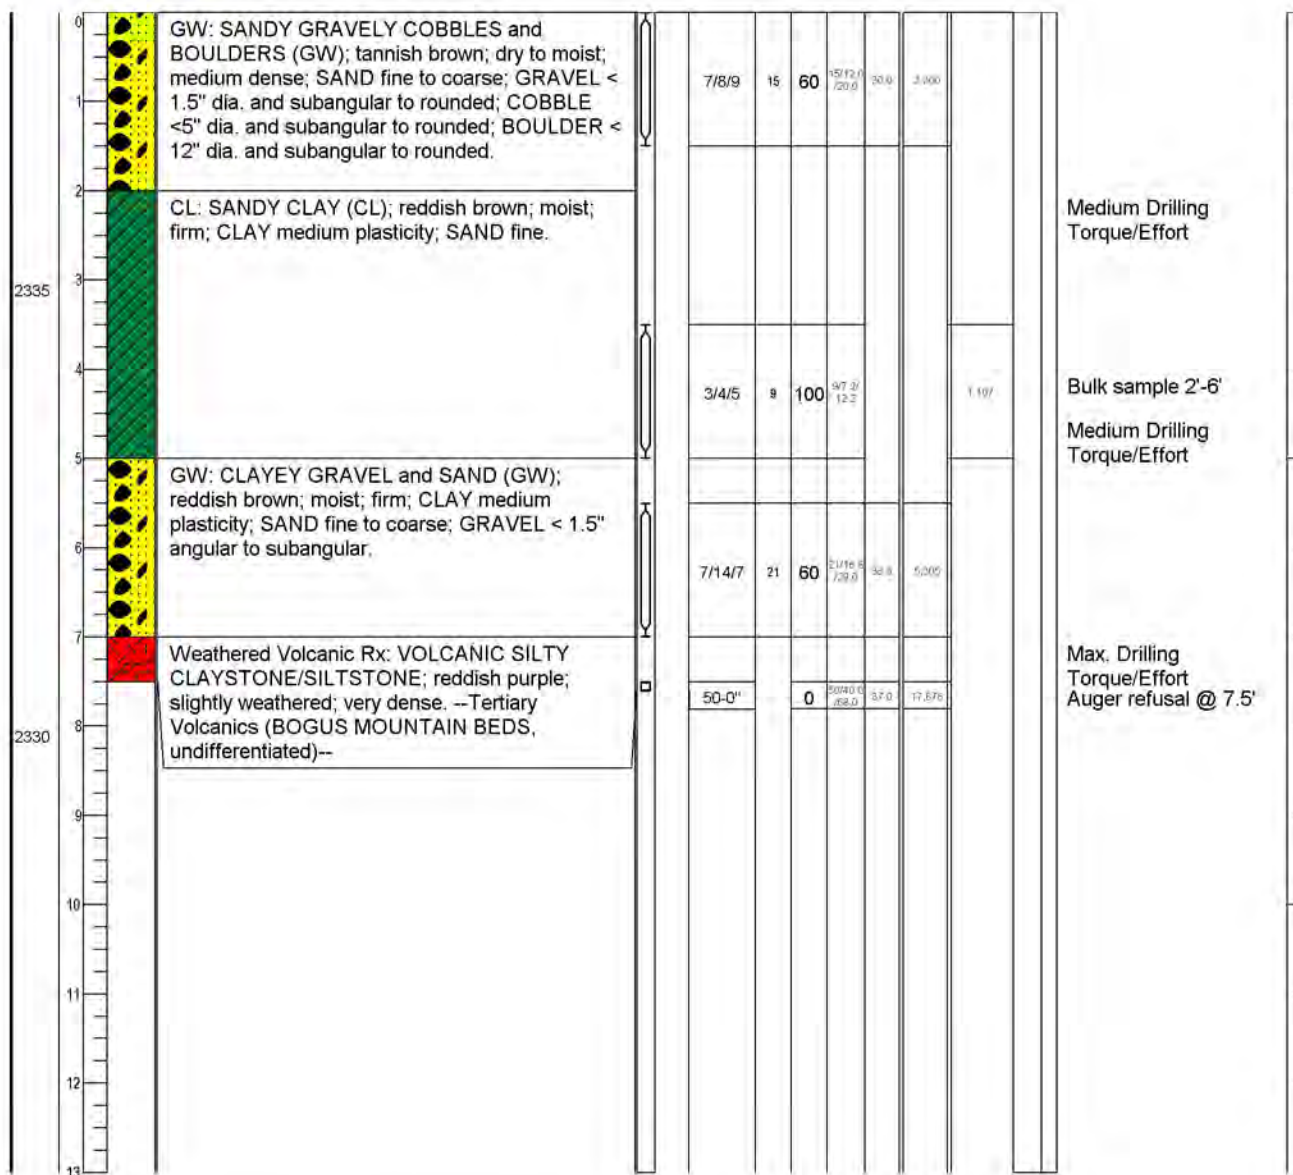 0
GW: SANDY GRAVELY COBBLES and
BOULDERS (GW); tannish brown; dry to moist;
medium dense; SAND fine to coarse; GRAVEL <
1.5" dia. and subangular to rounded; COBBLE
<5" dia. and subangular to rounded; BOULDER <
12" dia. and subangular to rounded.
7/8/9 15 60
1
2
CL: SANDY CLAY (CL); reddish brown; moist;
firm; CLAY medium plasticity; SAND fine.
Medium Drilling
Torque/Effort
3
2335
4
3/4/5 9 100
Bulk sample 2'-6'
Medium Drilling
Torque/Effort
5
GW: CLAYEY GRAVEL and SAND (GW);
reddish brown; moist; firm; CLAY medium
plasticity; SAND fine to coarse; GRAVEL < 1.5"
angular to subangular.
6
7/14/7 21 60
7
Weathered Volcanic Rx: VOLCANIC SILTY
CLAYSTONE/SILTSTONE; reddish purple;
slightly weathered; very dense. --Tertiary
Volcanics (BOGUS MOUNTAIN BEDS,
undifferentiated)--
Max. Drilling
Torque/Effort
Auger refusal @ 7.5'
50-0" 0
8
2330
9
10
11
12
13